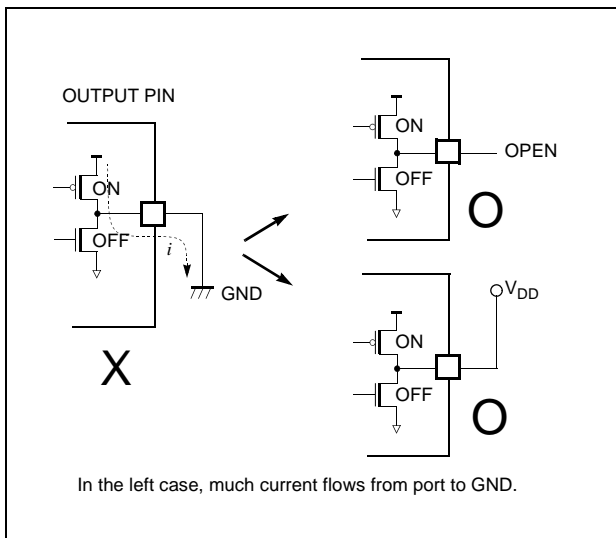 OUTPUT PIN
ON
OFF
i
GND
X
ON
OFF
OPEN
O
VDD
ON
OFF
O
In the left case, much current flows from port to GND.